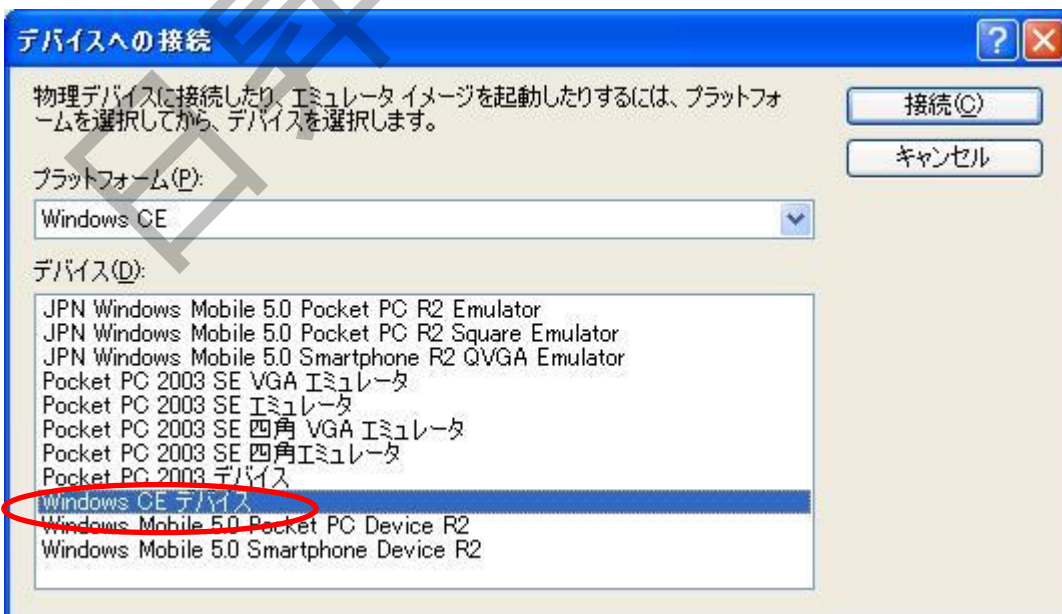 デバイスへの接続
物理デバイスに接続したり、エミュレータ イメージを起動したりするには、プラットフォ
ームを選択してから、デバイスを選択します。
接続(C)
キャンセル
プラットフォーム(P):
Windows CE
デバイス(D):
JPN Windows Mobile 5.0 Pocket PC R2 Emulator
JPN Windows Mobile 5.0 Pocket PC R2 Square Emulator
JPN Windows Mobile 5.0 Smartphone R2 QVGA Emulator
Pocket PC 2003 SE VGA エミュレータ
Pocket PC 2003 SE エミュレータ
Pocket PC 2003 SE 四角 VGA エミュレータ
Pocket PC 2003 SE 四角エミュレータ
Pocket PC 2003 デバイス
Windows CE デバイス
Windows Mobile 5.0 Pocket PC Device R2
Windows Mobile 5.0 Smartphone Device R2